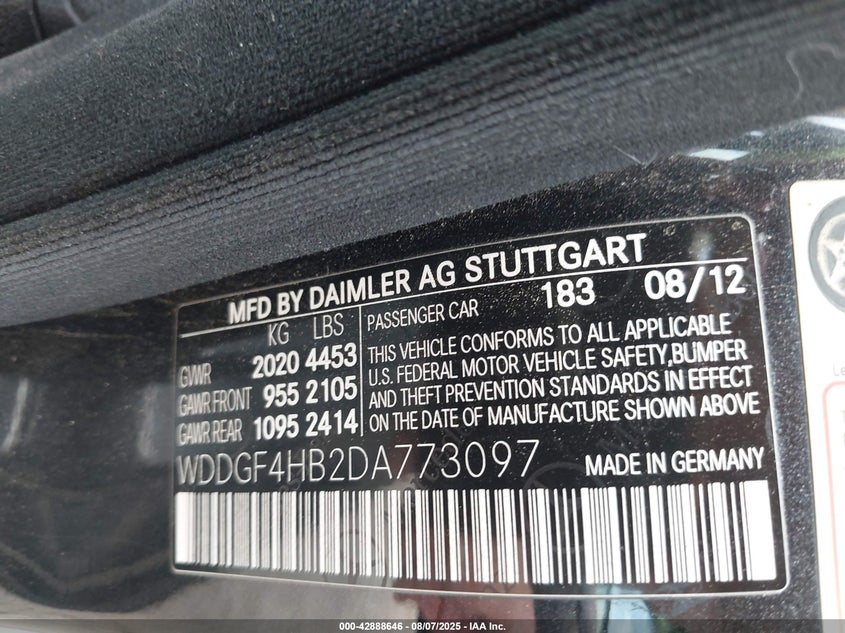 MFD BY DAIMLER AG STUTTGART
KG LBS
GVWR 2020 4453
GAWR FRONT 955 2105
GAWR REAR 1095 2414
PASSENGER CAR 183 08/12
THIS VEHICLE CONFORMS TO ALL APPLICABLE
U.S. FEDERAL MOTOR VEHICLE SAFETY,BUMPER
AND THEFT PREVENTION STANDARDS IN EFFECT
ON THE DATE OF MANUFACTURE SHOWN ABOVE
WDDGF4HB2DA773097 MADE IN GERMANY
000-42888646 - 08/07/2025 - IAA Inc.